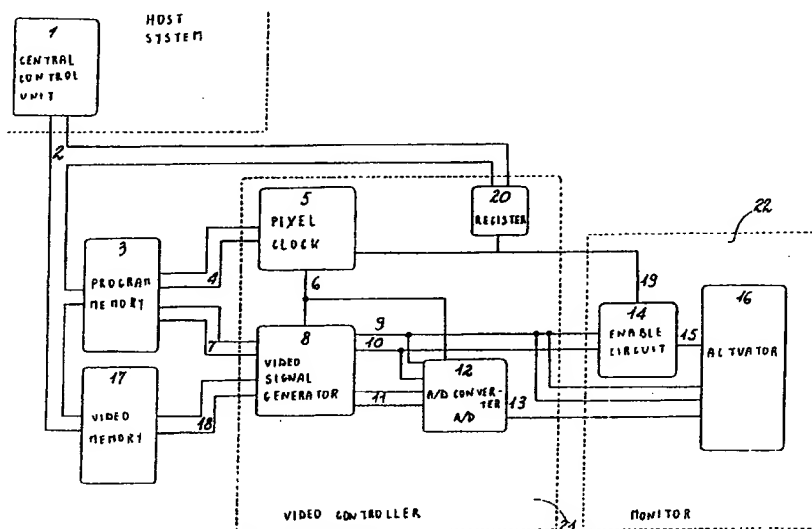 HOST
SYSTEM
1
CENTRAL
CONTROL
UNIT
2
3
PROGRAM
MEMORY
4
5
PIXEL
CLOCK
6
20
REGISTER
22
19
7
8
VIDEO
SIGNAL
GENERATOR
9
10
11
12
A/D CONVER-
TER
A/D
13
14
ENABLE
CIRCUIT
15
16
ACTUATOR
17
VIDEO
MEMORY
18
VIDEO CONTROLLER
21
MONITOR